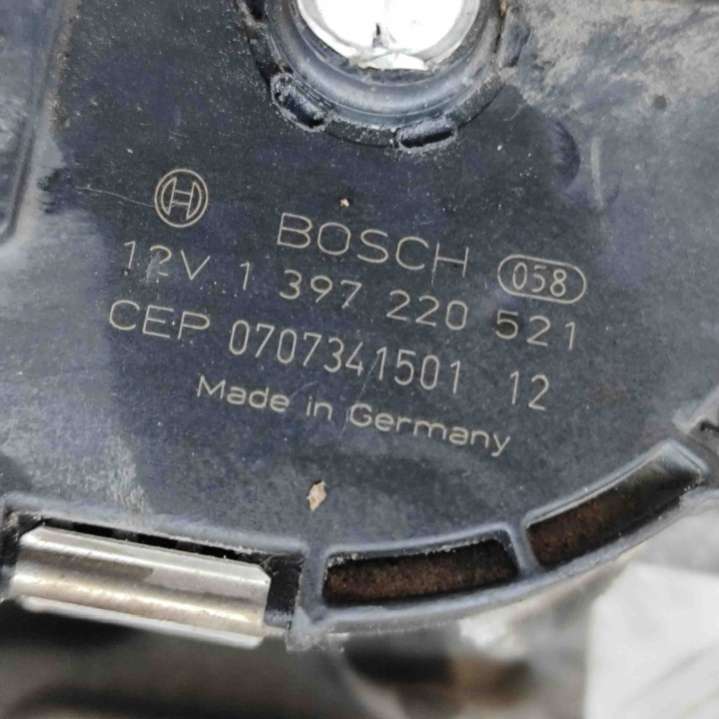 BOSCH 058
12V 1 397 220 521
CEP 0707341501 12
Made in Germany